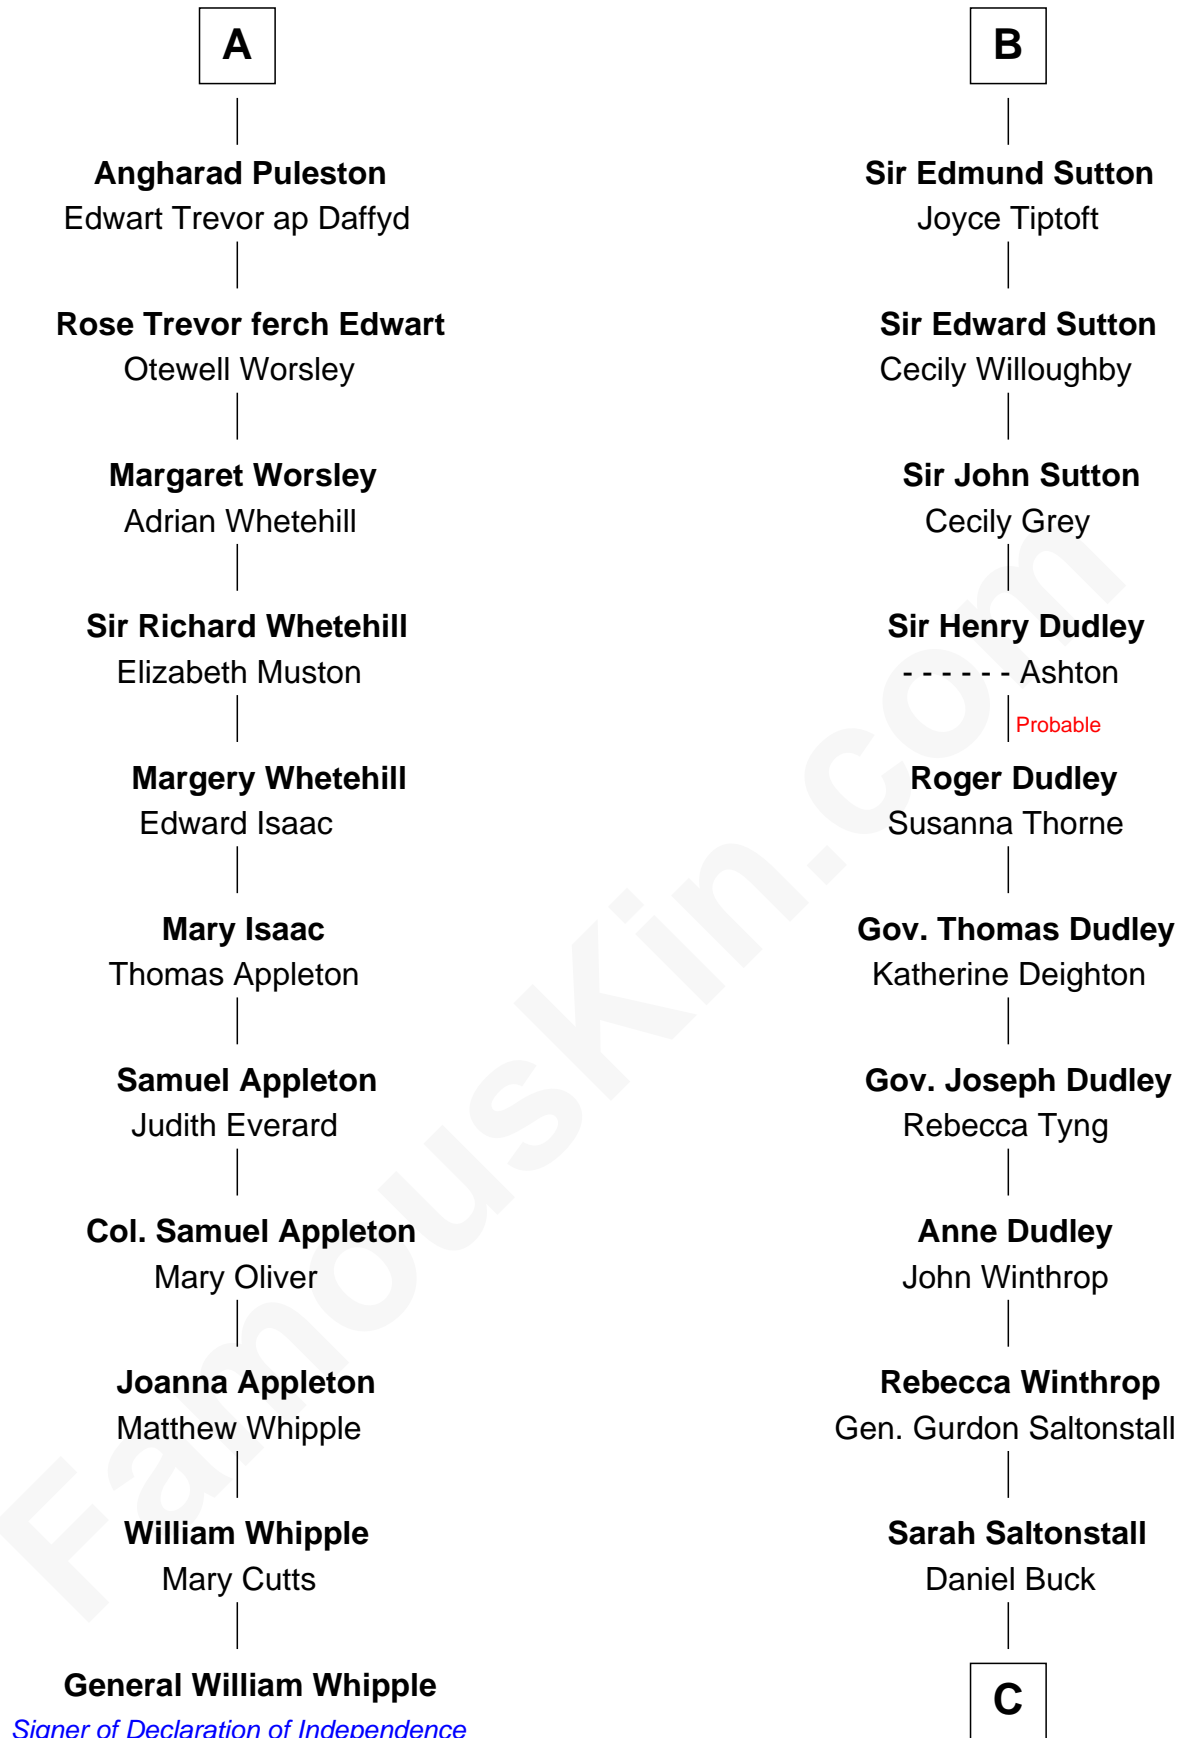 A
Angharad Puleston
Edwart Trevor ap Daffyd
Rose Trevor ferch Edwart
Otewell Worsley
Margaret Worsley
Adrian Whetehill
Sir Richard Whetehill
Elizabeth Muston
Margery Whetehill
Edward Isaac
Mary Isaac
Thomas Appleton
Samuel Appleton
Judith Everard
Col. Samuel Appleton
Mary Oliver
Joanna Appleton
Matthew Whipple
William Whipple
Mary Cutts
General William Whipple
Signer of Declaration of Independence
B
Sir Edmund Sutton
Joyce Tiptoft
Sir Edward Sutton
Cecily Willoughby
Sir John Sutton
Cecily Grey
Sir Henry Dudley
- - - - - - Ashton
Probable
Roger Dudley
Susanna Thorne
Gov. Thomas Dudley
Katherine Deighton
Gov. Joseph Dudley
Rebecca Tyng
Anne Dudley
John Winthrop
Rebecca Winthrop
Gen. Gurdon Saltonstall
Sarah Saltonstall
Daniel Buck
C
FamousKin.com